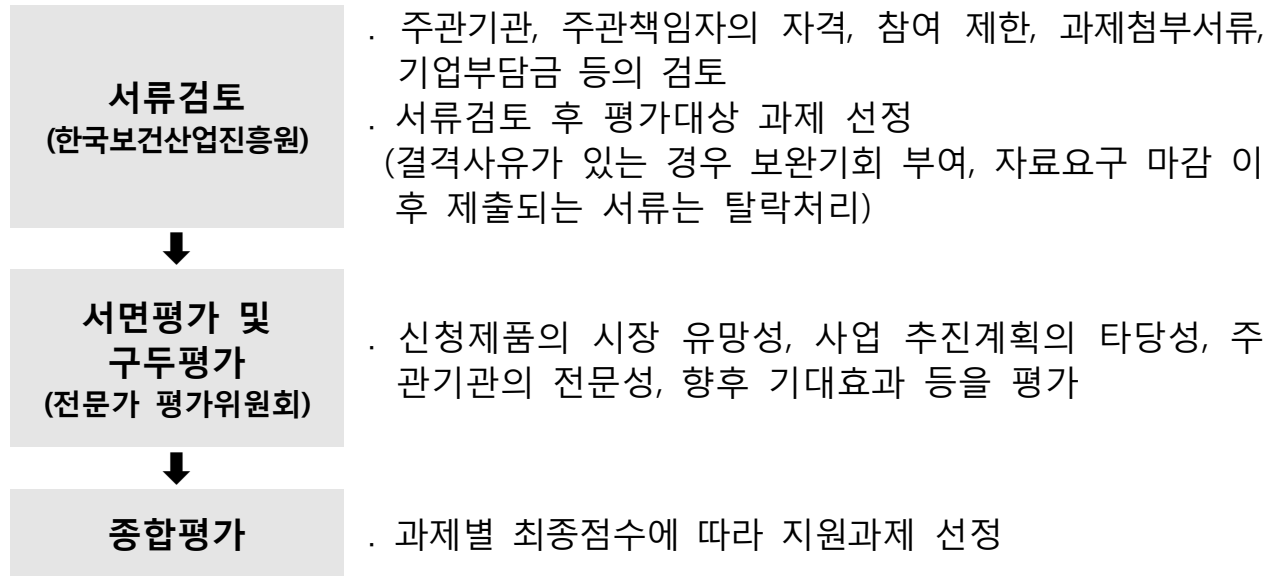 서류검토
(한국보건산업진흥원)
. 주관기관, 주관책임자의 자격, 참여 제한, 과제첨부서류,
기업부담금 등의 검토
. 서류검토 후 평가대상 과제 선정
(결격사유가 있는 경우 보완기회 부여, 자료요구 마감 이
후 제출되는 서류는 탈락처리)
서면평가 및
구두평가
(전문가 평가위원회)
. 신청제품의 시장 유망성, 사업 추진계획의 타당성, 주
관기관의 전문성, 향후 기대효과 등을 평가
종합평가
. 과제별 최종점수에 따라 지원과제 선정